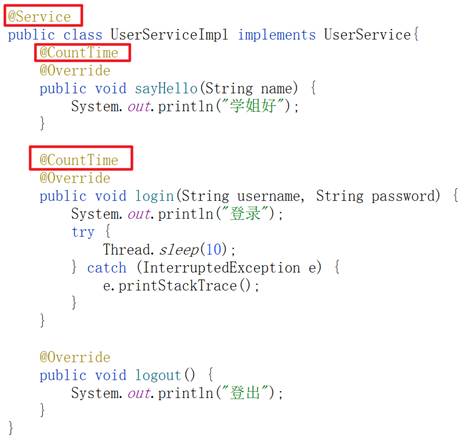 @Service
public class UserServiceImpl implements UserService{
    @CountTime
    @Override
    public void sayHello(String name) {
        System.out.println("学姐好");
    }

    @CountTime
    @Override
    public void login(String username, String password) {
        System.out.println("登录");
        try {
            Thread.sleep(10);
        } catch (InterruptedException e) {
            e.printStackTrace();
        }
    }

    @Override
    public void logout() {
        System.out.println("登出");
    }
}